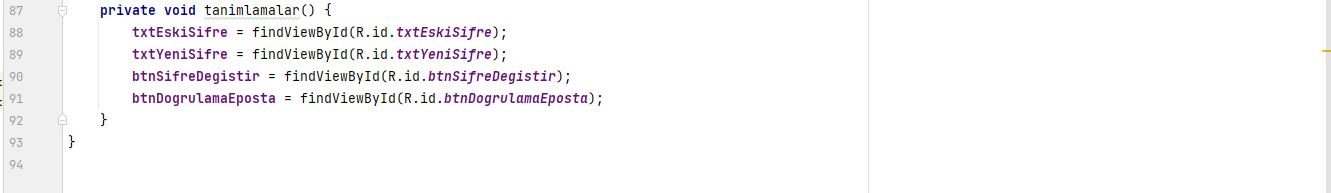 87 private void tanimlamalar() {
88 txtEskiSifre = findViewById(R.id.txtEskiSifre);
89 txtYeniSifre = findViewById(R.id.txtYeniSifre);
90 btnSifreDegistir = findViewById(R.id.btnSifreDegistir);
91 btnDogrulamaEposta = findViewById(R.id.btnDogrulamaEposta);
92 }
93 }
94